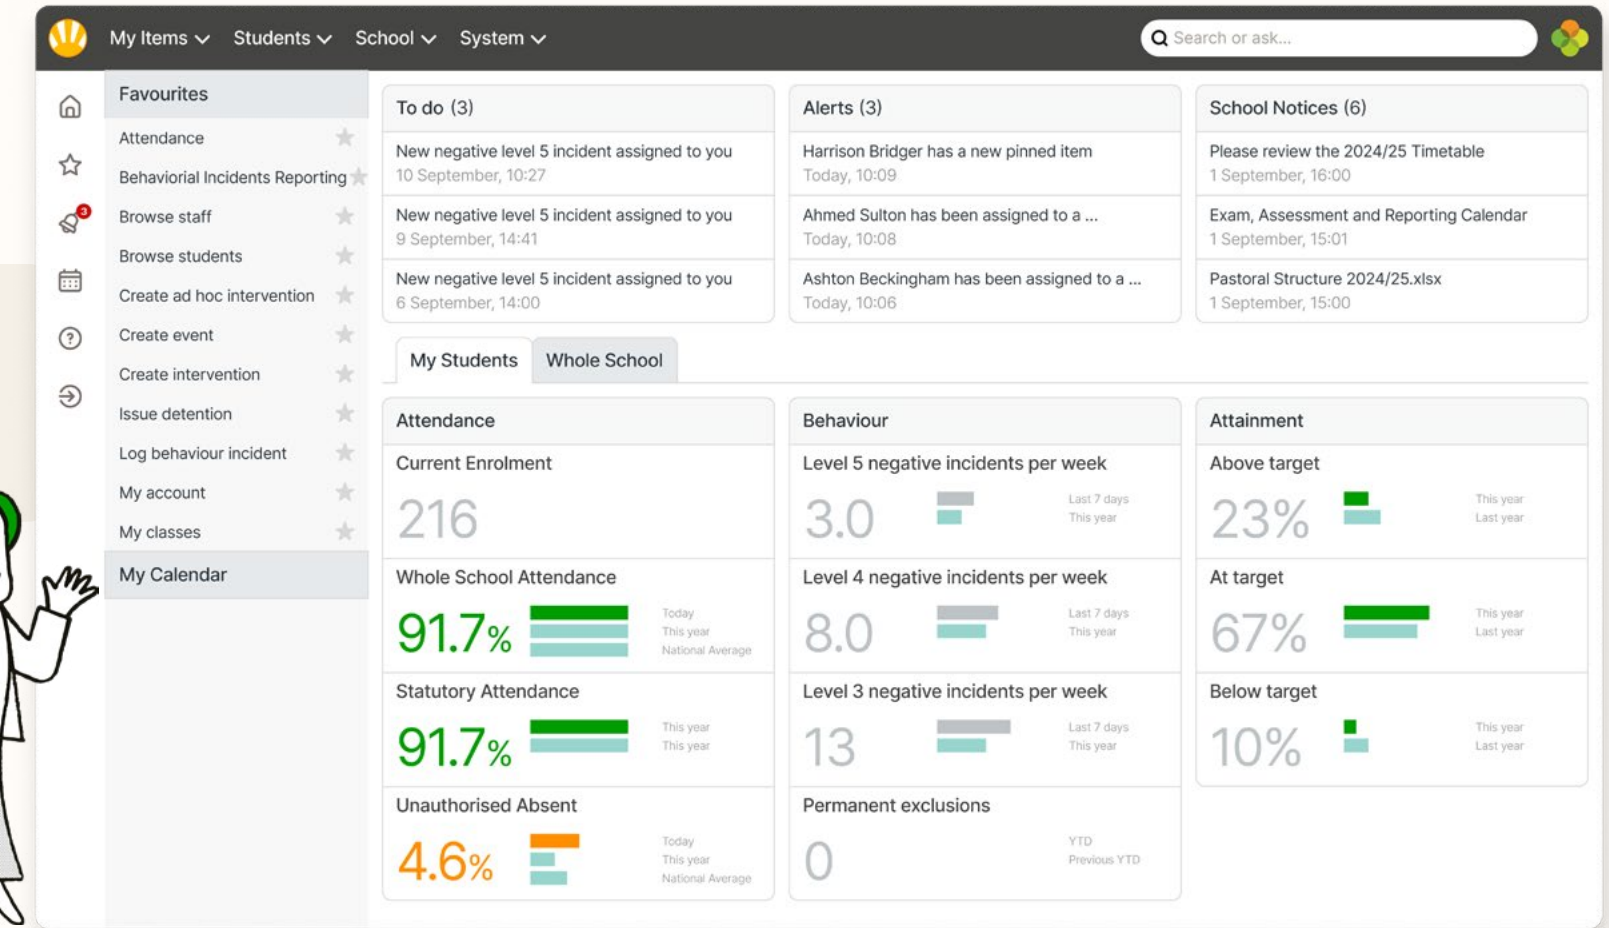 My Items
Students
School
System
Search or ask...
3
Favourites
Attendance
Behaviorial Incidents Reporting
Browse staff
Browse students
Create ad hoc intervention
Create event
Create intervention
Issue detention
Log behaviour incident
My account
My classes
My Calendar
To do (3)
New negative level 5 incident assigned to you
10 September, 10:27
New negative level 5 incident assigned to you
9 September, 14:41
New negative level 5 incident assigned to you
6 September, 14:00
Alerts (3)
Harrison Bridger has a new pinned item
Today, 10:09
Ahmed Sulton has been assigned to a ...
Today, 10:08
Ashton Beckingham has been assigned to a ...
Today, 10:06
School Notices (6)
Please review the 2024/25 Timetable
1 September, 16:00
Exam, Assessment and Reporting Calendar
1 September, 15:01
Pastoral Structure 2024/25.xlsx
1 September, 15:00
My Students
Whole School
Attendance
Current Enrolment
216
Whole School Attendance
91.7%
Today
This year
National Average
Statutory Attendance
91.7%
This year
This year
Unauthorised Absent
4.6%
Today
This year
National Average
Behaviour
Level 5 negative incidents per week
3.0
Last 7 days
This year
Level 4 negative incidents per week
8.0
Last 7 days
This year
Level 3 negative incidents per week
13
Last 7 days
This year
Permanent exclusions
0
YTD
Previous YTD
Attainment
Above target
23%
This year
Last year
At target
67%
This year
Last year
Below target
10%
This year
Last year